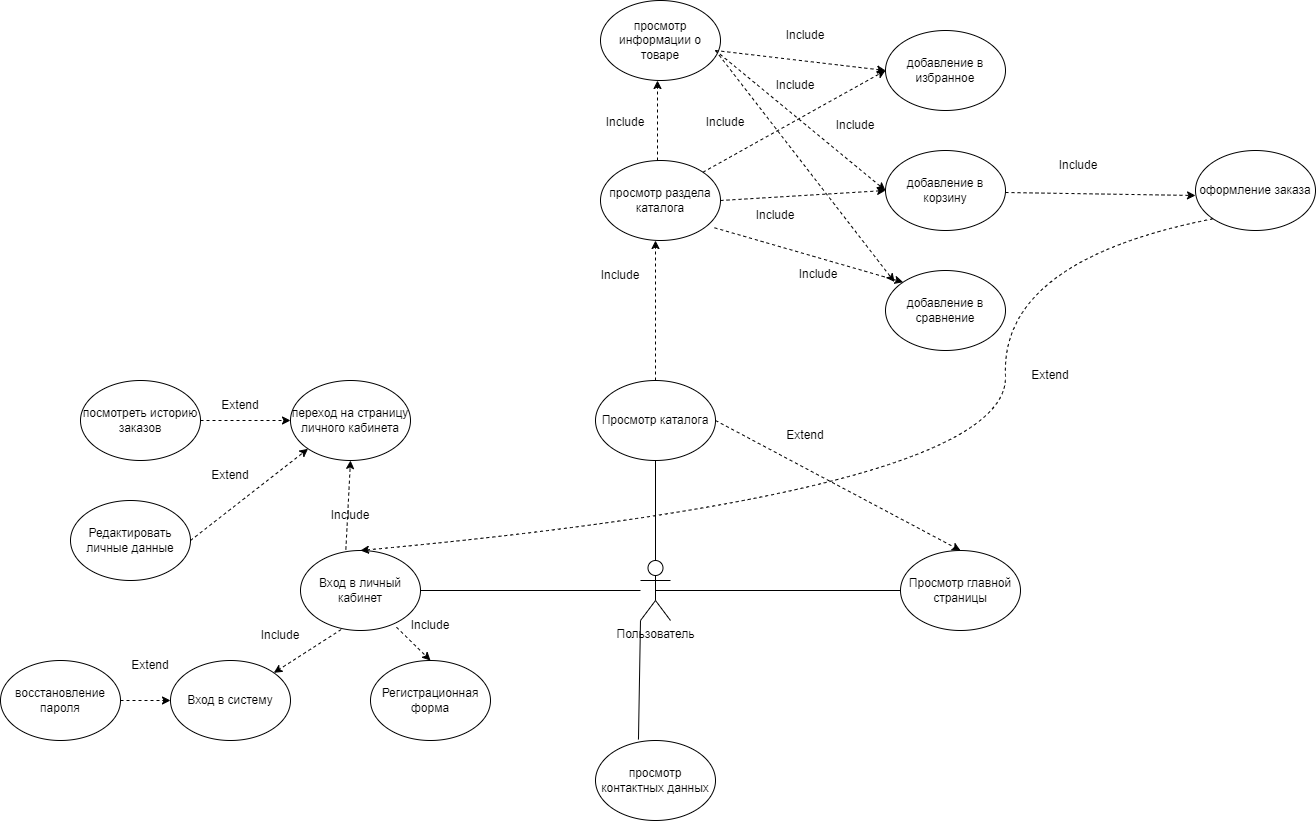 просмотр
информации о
товаре
Include
добавление в
избранное
Include
Include
Include
Include
просмотр раздела
каталога
добавление в
корзину
Include
оформление заказа
Include
Include
Include
добавление в
сравнение
Extend
посмотреть историю
заказов
Extend
переход на страницу
личного кабинета
Просмотр каталога
Extend
Extend
Редактировать
личные данные
Include
Вход в личный
кабинет
Просмотр главной
страницы
Пользователь
Include
Include
Extend
восстановление
пароля
Вход в систему
Регистрационная
форма
просмотр
контактных данных